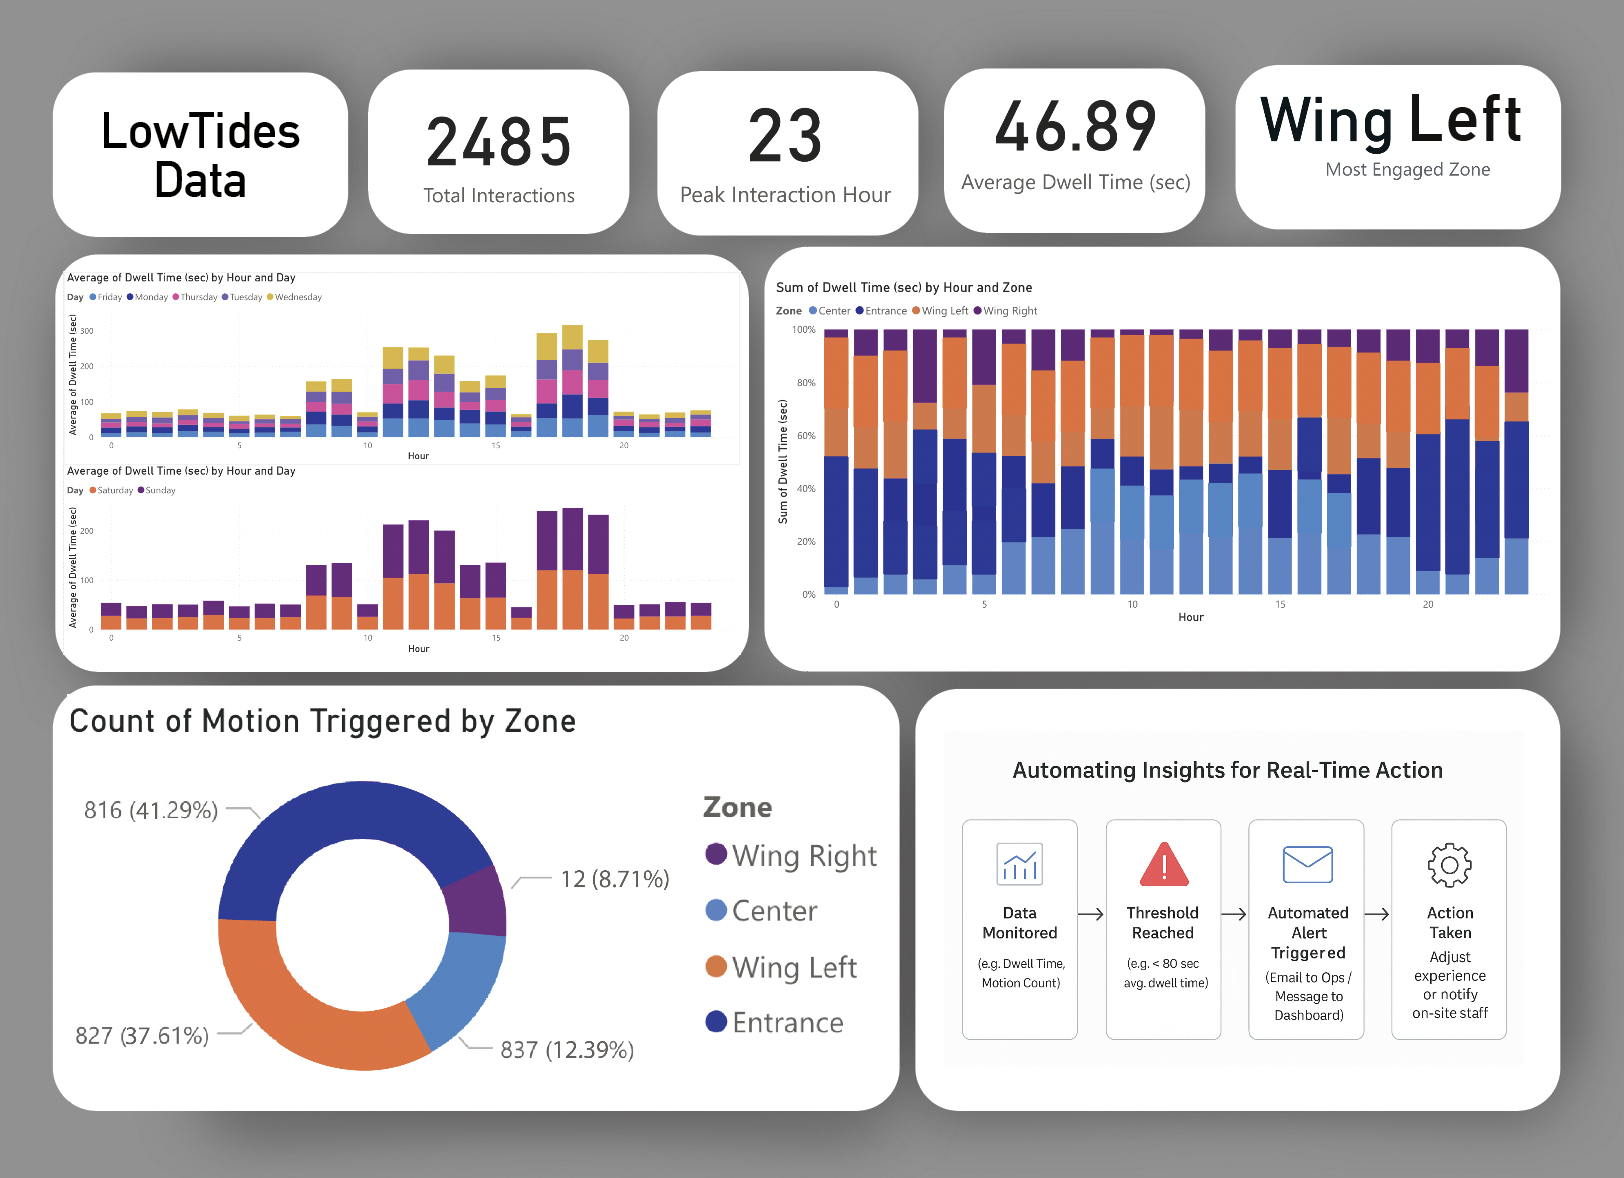 LowTides
Data
2485
Total Interactions
23
Peak Interaction Hour
46.89
Average Dwell Time (sec)
Wing Left
Most Engaged Zone
Average of Dwell Time (sec) by Hour and Day
Day Friday Monday Thursday Tuesday Wednesday
Average of Dwell Time (sec)
300
200
100
0
0 5 10 15 20
Hour
Average of Dwell Time (sec) by Hour and Day
Day Saturday Sunday
Average of Dwell Time (sec)
200
100
0
0 5 10 15 20
Hour
Sum of Dwell Time (sec) by Hour and Zone
Zone Center Entrance Wing Left Wing Right
Sum of Dwell Time (sec)
100%
80%
60%
40%
20%
0%
0 5 10 15 20
Hour
Count of Motion Triggered by Zone
816 (41.29%)
12 (8.71%)
827 (37.61%)
837 (12.39%)
Zone
Wing Right
Center
Wing Left
Entrance
Automating Insights for Real-Time Action
Data
Monitored
(e.g. Dwell Time,
Motion Count)
Threshold
Reached
(e.g. < 80 sec
avg. dwell time)
Automated
Alert
Triggered
(Email to Ops /
Message to
Dashboard)
Action
Taken
Adjust
experience
or notify
on-site staff